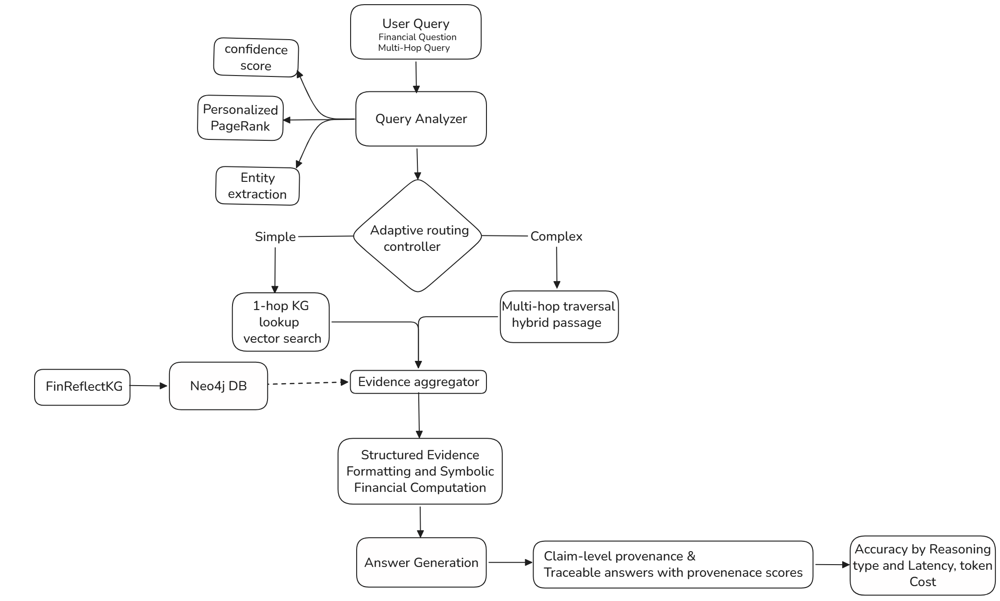 User Query
Financial Question
Multi-Hop Query
confidence
score
Personalized
PageRank
Query Analyzer
Entity
extraction
Simple
Adaptive routing
controller
Complex
1-hop KG
lookup
vector search
Multi-hop traversal
hybrid passage
FinReflectKG
Neo4j DB
Evidence aggregator
Structured Evidence
Formatting and Symbolic
Financial Computation
Answer Generation
Claim-level provenance &
Traceable answers with provenenace scores
Accuracy by Reasoning
type and Latency, token
Cost